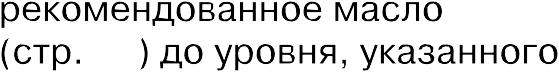 рекомендованное масло
(стр.    ) до уровня, указанного